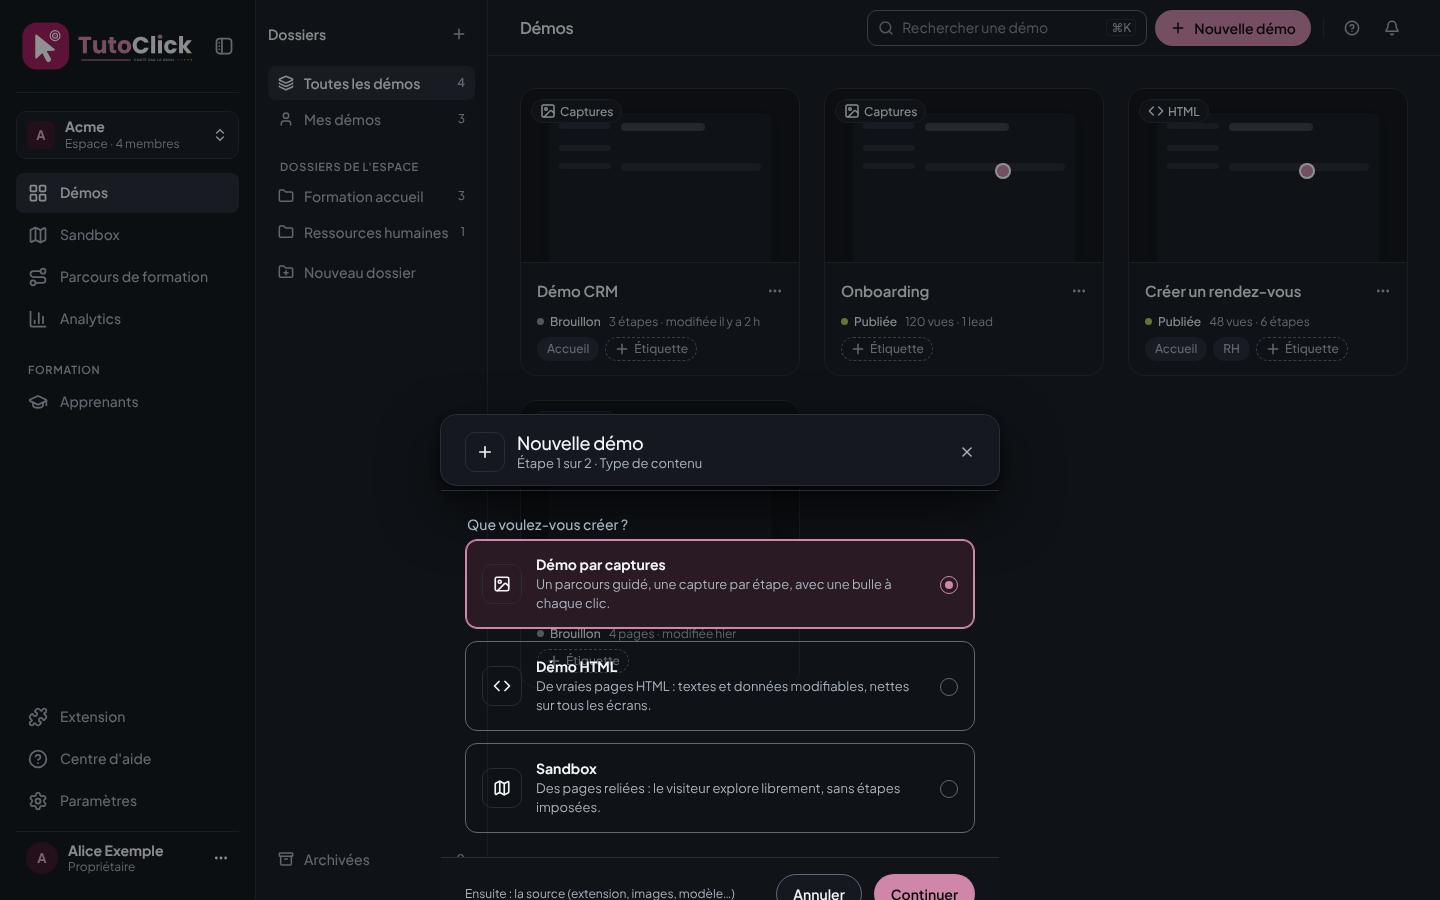 TutoClick
Acme
Espace · 4 membres
Démos
Sandbox
Parcours de formation
Analytics
FORMATION
Apprenants
Extension
Centre d'aide
Paramètres
A
Alice Exemple
Propriétaire
Dossiers
Toutes les démos 4
Mes démos 3
DOSSIERS DE L'ESPACE
Formation accueil 3
Ressources humaines 1
Nouveau dossier
Archivées
Démos
Rechercher une démo ⌘K
Nouvelle démo
Captures
Démo CRM
Brouillon 3 étapes · modifiée il y a 2 h
Accueil + Étiquette
Captures
Onboarding
Publiée 120 vues · 1 lead
+ Étiquette
HTML
Créer un rendez-vous
Publiée 48 vues · 6 étapes
Accueil RH + Étiquette
Brouillon 4 pages · modifiée hier
+ Étiquette
Nouvelle démo
Étape 1 sur 2 · Type de contenu
Que voulez-vous créer ?
Démo par captures
Un parcours guidé, une capture par étape, avec une bulle à
chaque clic.
Démo HTML
De vraies pages HTML : textes et données modifiables, nettes
sur tous les écrans.
Sandbox
Des pages reliées : le visiteur explore librement, sans étapes
imposées.
Ensuite : la source (extension, images, modèle…)
Annuler
Continuer